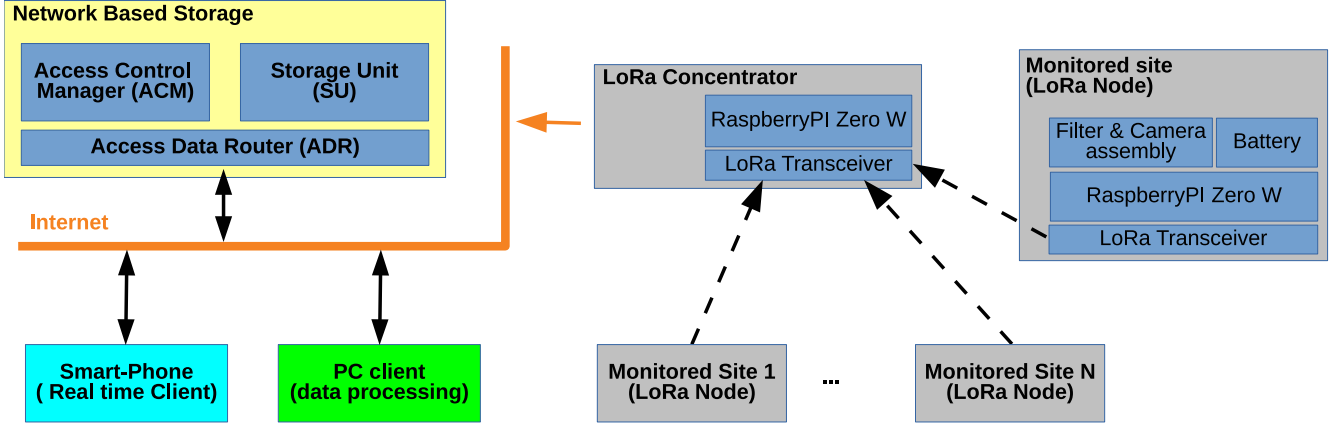 Network Based Storage
Access Control
Manager (ACM)
Storage Unit
(SU)
Access Data Router (ADR)
Internet
Smart-Phone
( Real time Client)
PC client
(data processing)
LoRa Concentrator
RaspberryPI Zero W
LoRa Transceiver
Monitored site
(LoRa Node)
Filter & Camera
assembly
Battery
RaspberryPI Zero W
LoRa Transceiver
Monitored Site 1
(LoRa Node)
...
Monitored Site N
(LoRa Node)